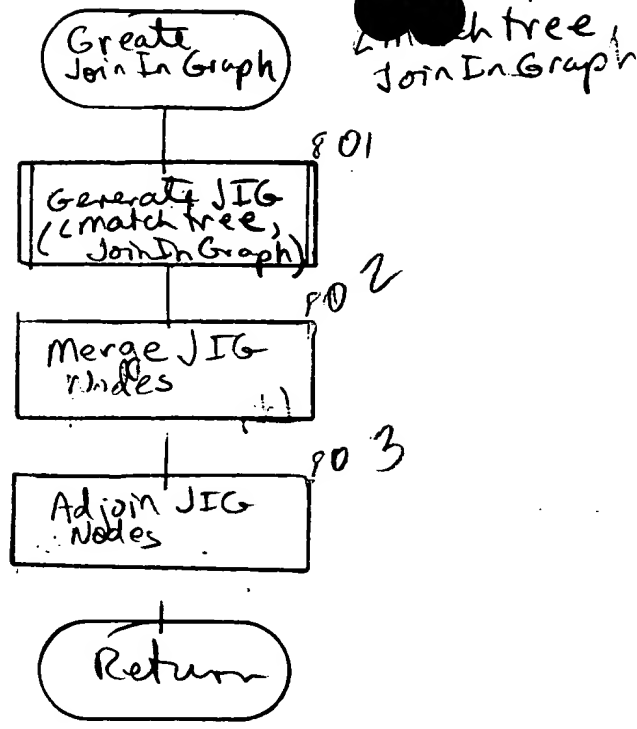 Create
Join In Graph
match tree,
Join In Graph
801
Generate JIG
(match tree,
Join In Graph)
802
Merge JIG
Nodes
803
Adjoin JIG
Nodes
Return